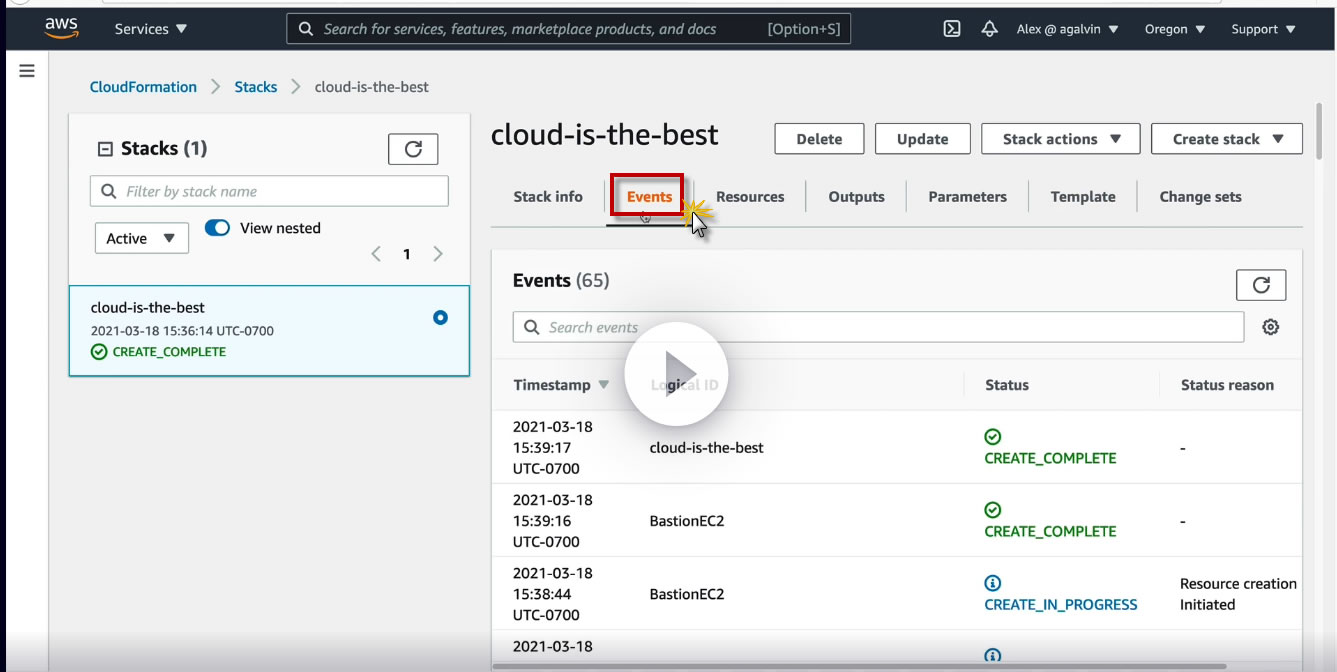 aws
Services
Search for services, features, marketplace products, and docs
[Option+S]
Alex @ agalvin
Oregon
Support
CloudFormation
Stacks
cloud-is-the-best
Stacks (1)
Filter by stack name
Active
View nested
1
cloud-is-the-best
2021-03-18 15:36:14 UTC-0700
CREATE_COMPLETE
cloud-is-the-best
Delete
Update
Stack actions
Create stack
Stack info
Events
Resources
Outputs
Parameters
Template
Change sets
Events (65)
Search events
Timestamp
Logical ID
Status
Status reason
2021-03-18
15:39:17
UTC-0700
cloud-is-the-best
CREATE_COMPLETE
-
2021-03-18
15:39:16
UTC-0700
BastionEC2
CREATE_COMPLETE
-
2021-03-18
15:38:44
UTC-0700
BastionEC2
CREATE_IN_PROGRESS
Resource creation
Initiated
2021-03-18